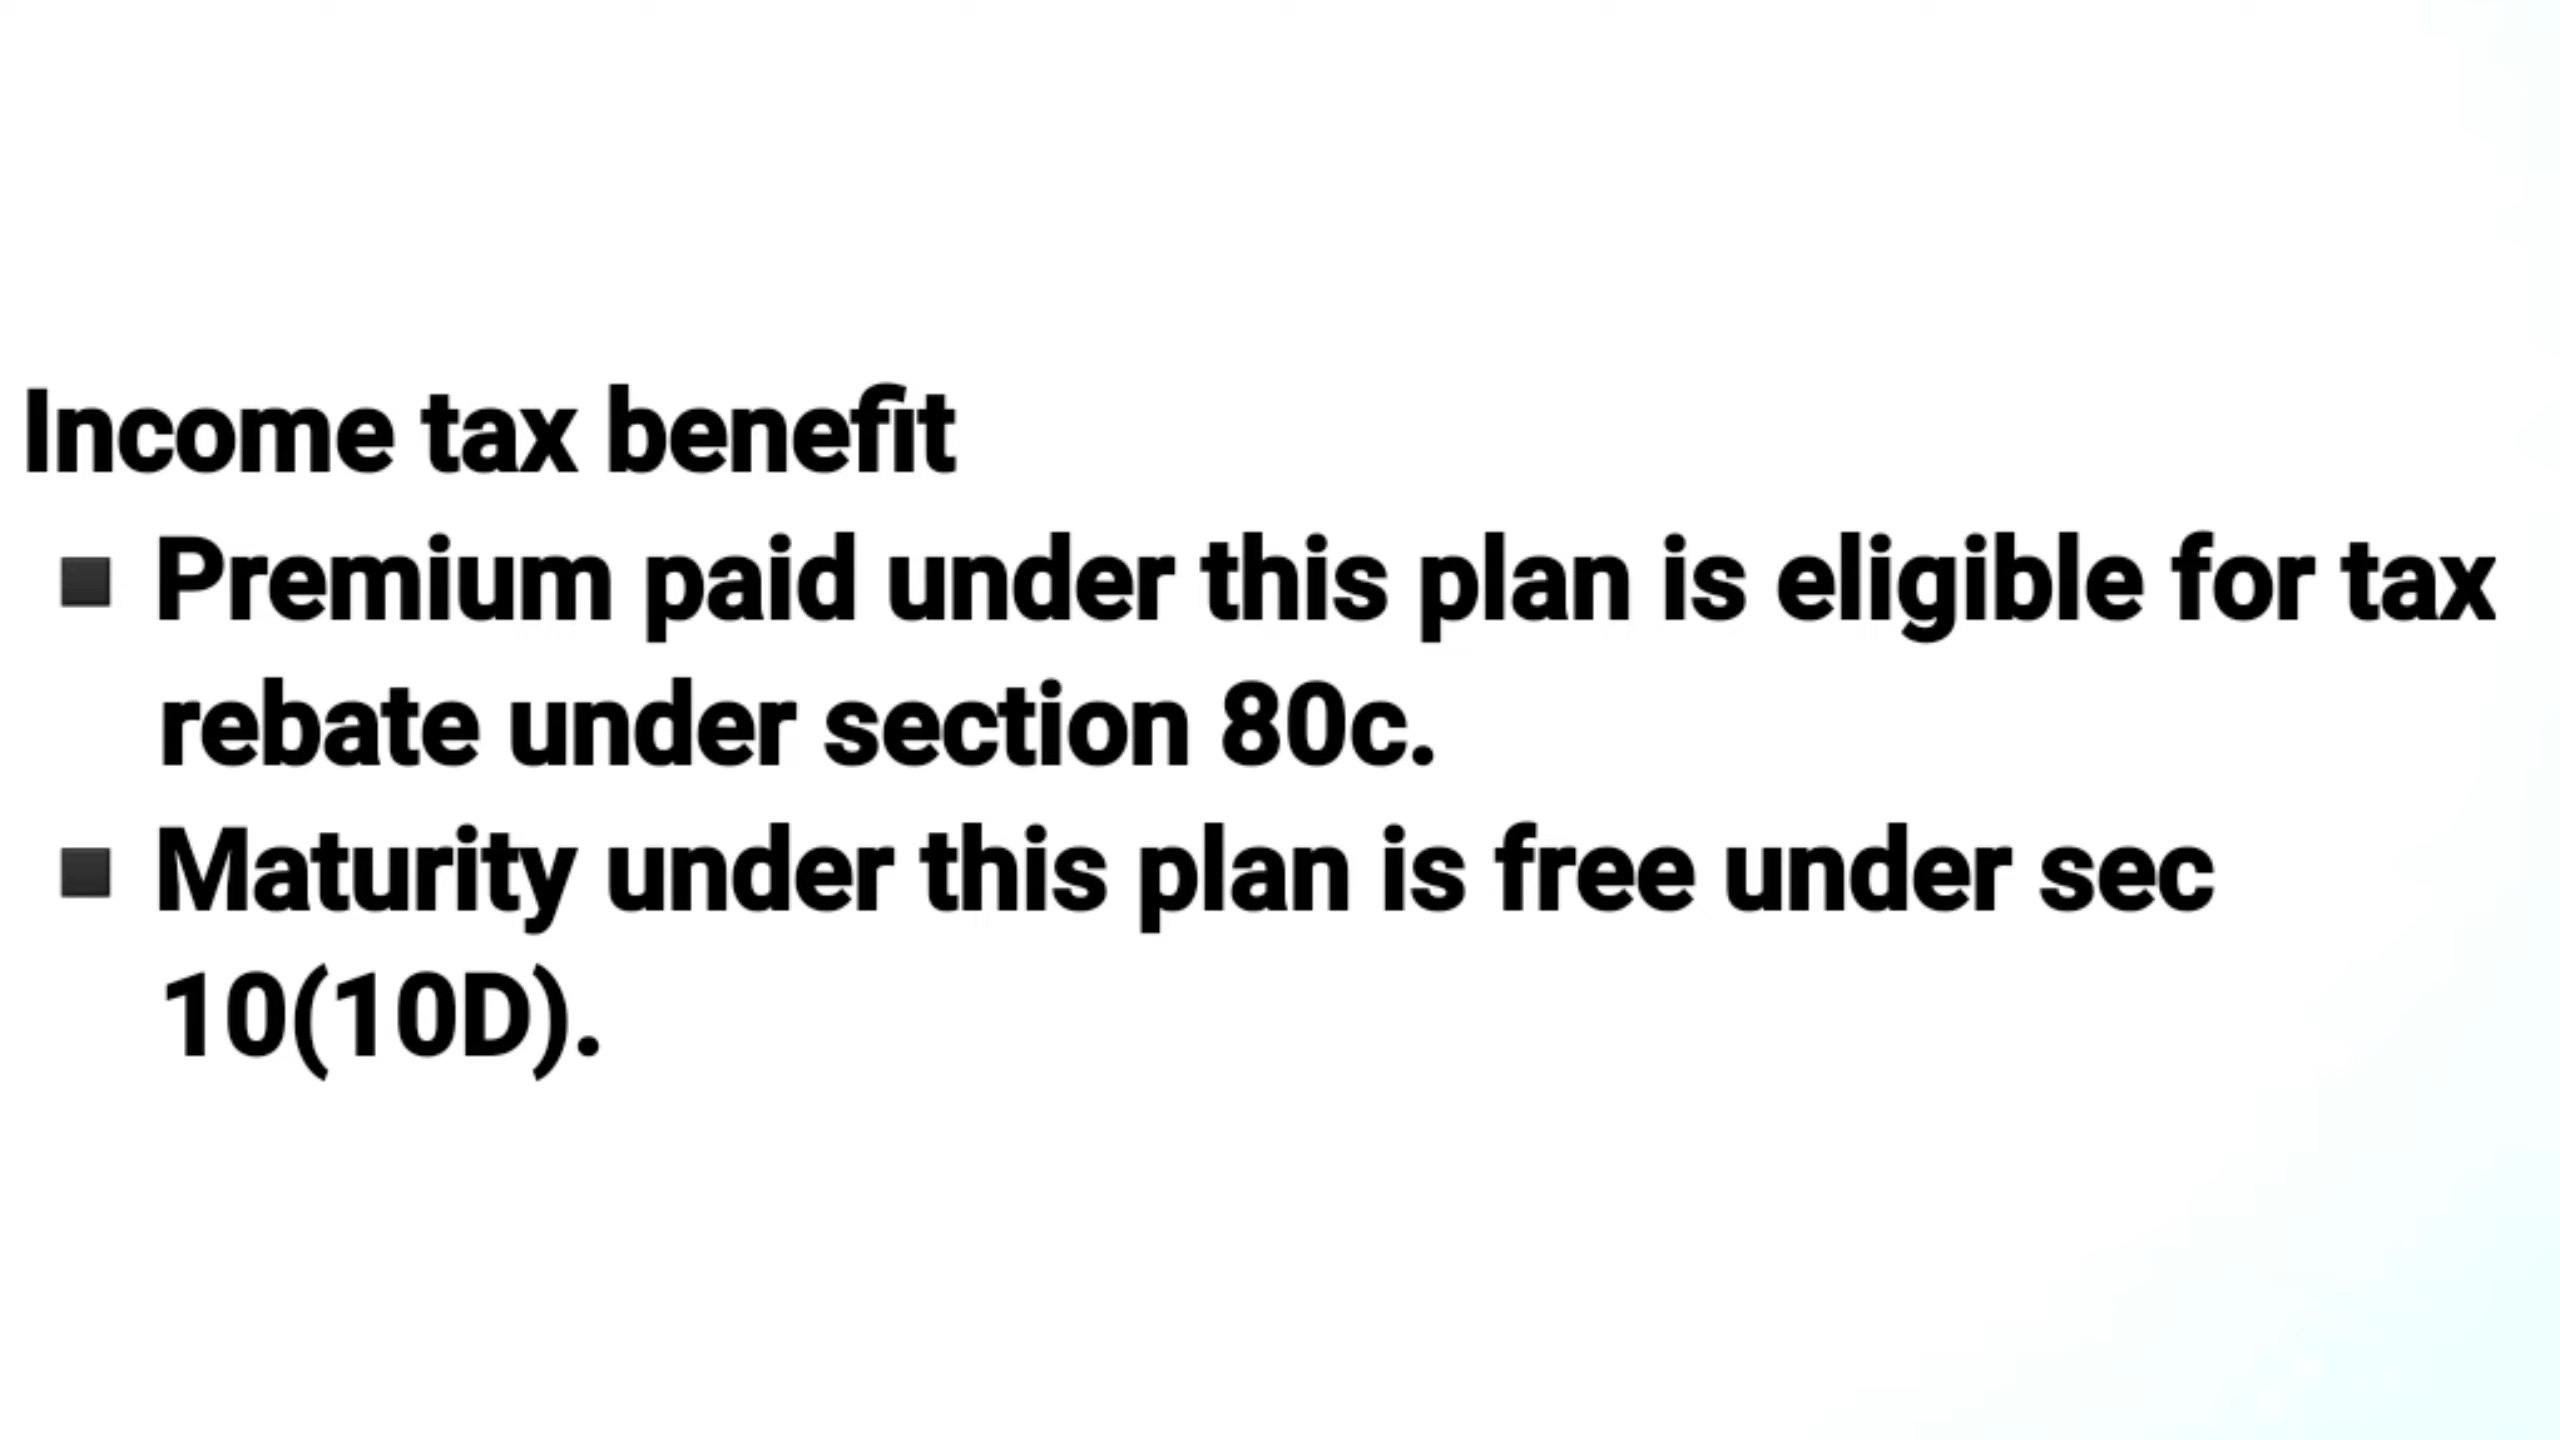 Income tax benefit
▪ Premium paid under this plan is eligible for tax
rebate under section 80c.
▪ Maturity under this plan is free under sec
10(10D).